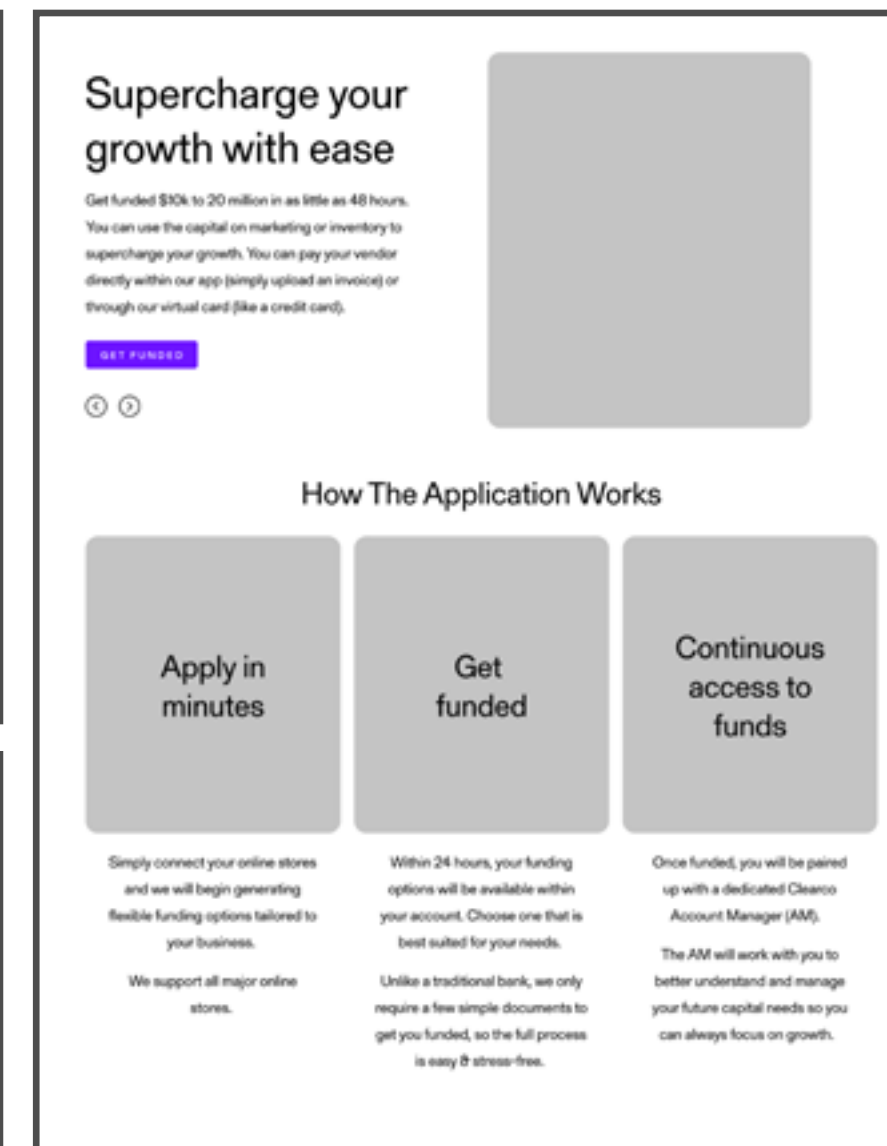 Supercharge your
growth with ease
Get funded $10k to 20 million in as little as 48 hours.
You can use the capital on marketing or inventory to
supercharge your growth. You can pay your vendor
directly within our app (simply upload an invoice) or
through our virtual card (like a credit card).
GET FUNDED
How The Application Works
Apply in
minutes
Simply connect your online stores
and we will begin generating
flexible funding options tailored to
your business.
We support all major online
stores.
Get
funded
Within 24 hours, your funding
options will be available within
your account. Choose one that is
best suited for your needs.
Unlike a traditional bank, we only
require a few simple documents to
get you funded, so the full process
is easy & stress-free.
Continuous
access to
funds
Once funded, you will be paired
up with a dedicated Clearco
Account Manager (AM).
The AM will work with you to
better understand and manage
your future capital needs so you
can always focus on growth.